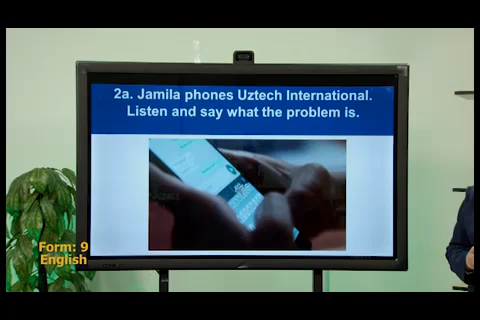 2a. Jamila phones Uztech International.
Listen and say what the problem is.
Form: 9
English